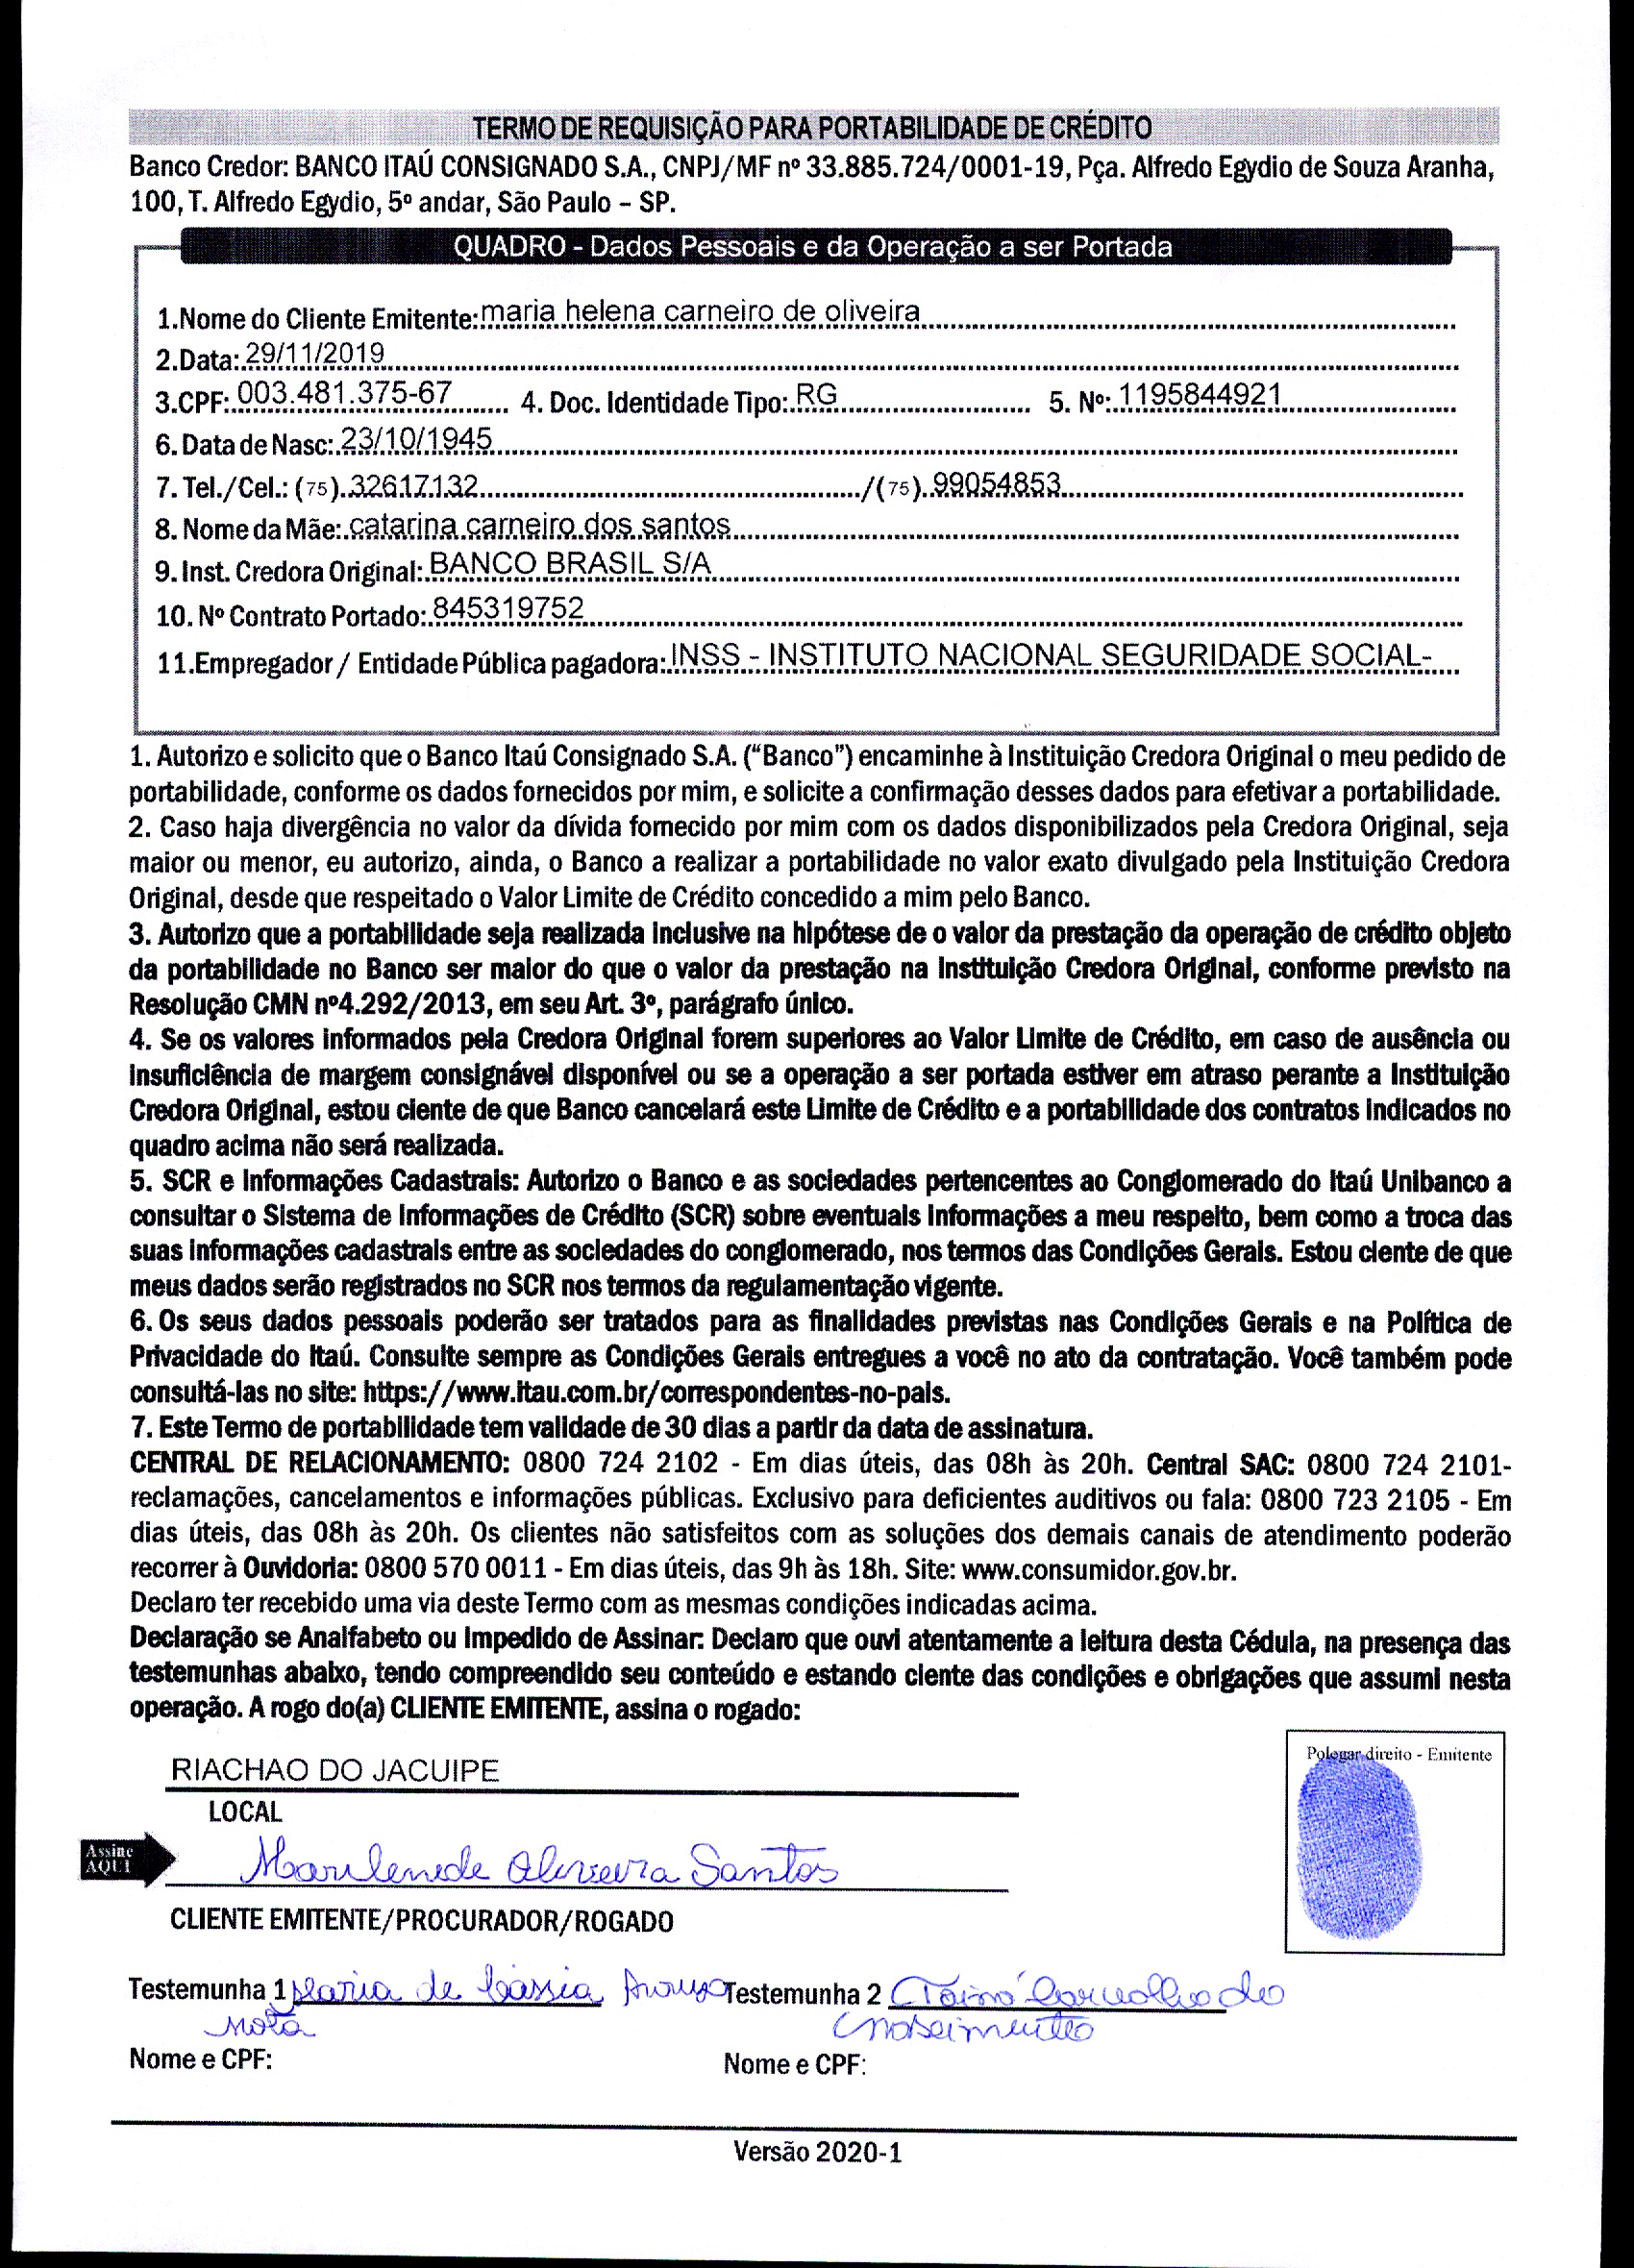 TERMO DE REQUISIÇÃO PARA PORTABILIDADE DE CRÉDITO
Banco Credor: BANCO ITAÚ CONSIGNADO S.A., CNPJ/MF nº 33.885.724/0001-19, Pça. Alfredo Egydio de Souza Aranha,
100, T. Alfredo Egydio, 5º andar, São Paulo – SP.
QUADRO - Dados Pessoais e da Operação a ser Portada
1.Nome do Cliente Emitente: maria helena carneiro de oliveira
2.Data: 29/11/2019
3.CPF: 003.481.375-67 4. Doc. Identidade Tipo: RG 5. Nº: 1195844921
6. Data de Nasc: 23/10/1945
7. Tel./Cel.: (75) 32617132 /(75) 99054853
8. Nome da Mãe: catarina carneiro dos santos
9. Inst. Credora Original: BANCO BRASIL S/A
10. Nº Contrato Portado: 845319752
11.Empregador / Entidade Pública pagadora: INSS - INSTITUTO NACIONAL SEGURIDADE SOCIAL-
1. Autorizo e solicito que o Banco Itaú Consignado S.A. (“Banco”) encaminhe à Instituição Credora Original o meu pedido de
portabilidade, conforme os dados fornecidos por mim, e solicite a confirmação desses dados para efetivar a portabilidade.
2. Caso haja divergência no valor da dívida fornecido por mim com os dados disponibilizados pela Credora Original, seja
maior ou menor, eu autorizo, ainda, o Banco a realizar a portabilidade no valor exato divulgado pela Instituição Credora
Original, desde que respeitado o Valor Limite de Crédito concedido a mim pelo Banco.
3. Autorizo que a portabilidade seja realizada inclusive na hipótese de o valor da prestação da operação de crédito objeto
da portabilidade no Banco ser maior do que o valor da prestação na Instituição Credora Original, conforme previsto na
Resolução CMN nº4.292/2013, em seu Art. 3º, parágrafo único.
4. Se os valores informados pela Credora Original forem superiores ao Valor Limite de Crédito, em caso de ausência ou
insuficiência de margem consignável disponível ou se a operação a ser portada estiver em atraso perante a Instituição
Credora Original, estou ciente de que Banco cancelará este Limite de Crédito e a portabilidade dos contratos indicados no
quadro acima não será realizada.
5. SCR e Informações Cadastrais: Autorizo o Banco e as sociedades pertencentes ao Conglomerado do Itaú Unibanco a
consultar o Sistema de Informações de Crédito (SCR) sobre eventuais informações a meu respeito, bem como a troca das
suas informações cadastrais entre as sociedades do conglomerado, nos termos das Condições Gerais. Estou ciente de que
meus dados serão registrados no SCR nos termos da regulamentação vigente.
6. Os seus dados pessoais poderão ser tratados para as finalidades previstas nas Condições Gerais e na Política de
Privacidade do Itaú. Consulte sempre as Condições Gerais entregues a você no ato da contratação. Você também pode
consultá-las no site: https://www.itau.com.br/correspondentes-no-pais.
7. Este Termo de portabilidade tem validade de 30 dias a partir da data de assinatura.
CENTRAL DE RELACIONAMENTO: 0800 724 2102 - Em dias úteis, das 08h às 20h. Central SAC: 0800 724 2101-
reclamações, cancelamentos e informações públicas. Exclusivo para deficientes auditivos ou fala: 0800 723 2105 - Em
dias úteis, das 08h às 20h. Os clientes não satisfeitos com as soluções dos demais canais de atendimento poderão
recorrer à Ouvidoria: 0800 570 0011 - Em dias úteis, das 9h às 18h. Site: www.consumidor.gov.br.
Declaro ter recebido uma via deste Termo com as mesmas condições indicadas acima.
Declaração se Analfabeto ou Impedido de Assinar: Declaro que ouvi atentamente a leitura desta Cédula, na presença das
testemunhas abaixo, tendo compreendido seu conteúdo e estando ciente das condições e obrigações que assumi nesta
operação. A rogo do(a) CLIENTE EMITENTE, assina o rogado:
Polegar direito - Emitente
RIACHAO DO JACUIPE
LOCAL
Assine
AQUI
Marilenede Oliveira Santos
CLIENTE EMITENTE/PROCURADOR/ROGADO
Testemunha 1 Maria de Cássia Testemunha 2 Carvalho do
Mota Nascimento
Nome e CPF: Nome e CPF:
Versão 2020-1